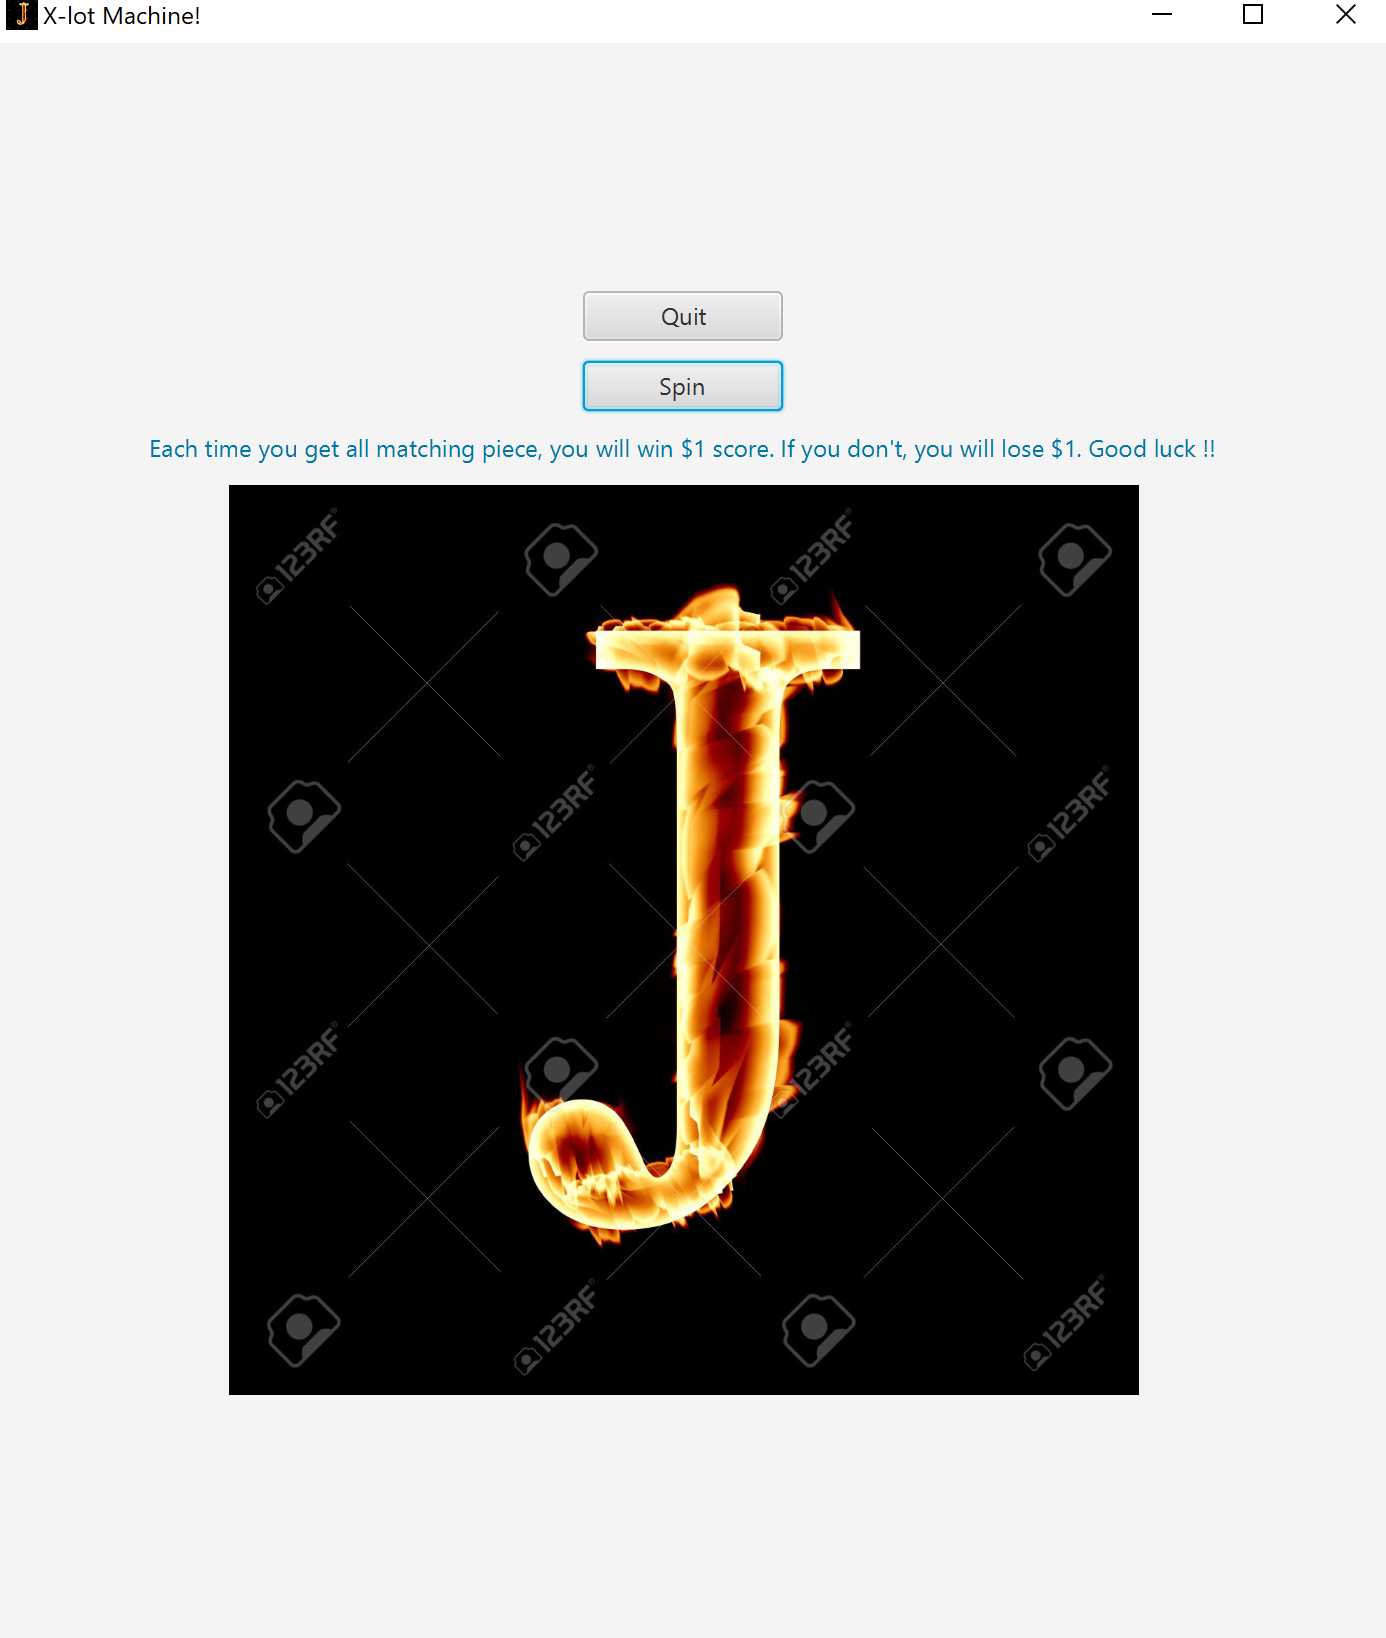 X-lot Machine!
Quit
Spin
Each time you get all matching piece, you will win $1 score. If you don't, you will lose $1. Good luck !!
123RF
123RF
J
123RF
123RF
123RF
123RF
123RF
123RF